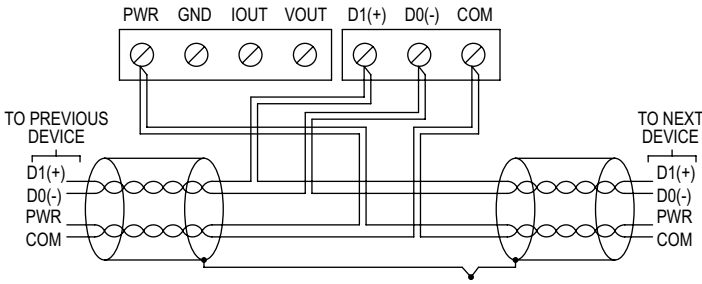 PWR GND IOUT VOUT D1(+) D0(-) COM
TO PREVIOUS
DEVICE
D1(+)
D0(-)
PWR
COM
TO NEXT
DEVICE
D1(+)
D0(-)
PWR
COM